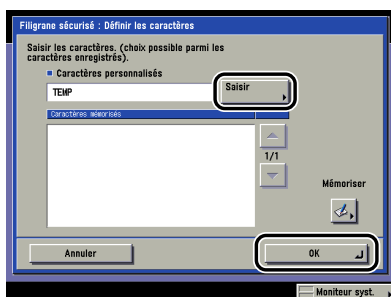 Filigrane sécurisé : Définir les caractères
Saisir les caractères. (choix possible parmi les
caractères enregistrés).
Caractères personnalisés
TEMP
Saisir
Caractères mémorisés
1/1
Mémoriser
Annuler
OK
Moniteur syst.